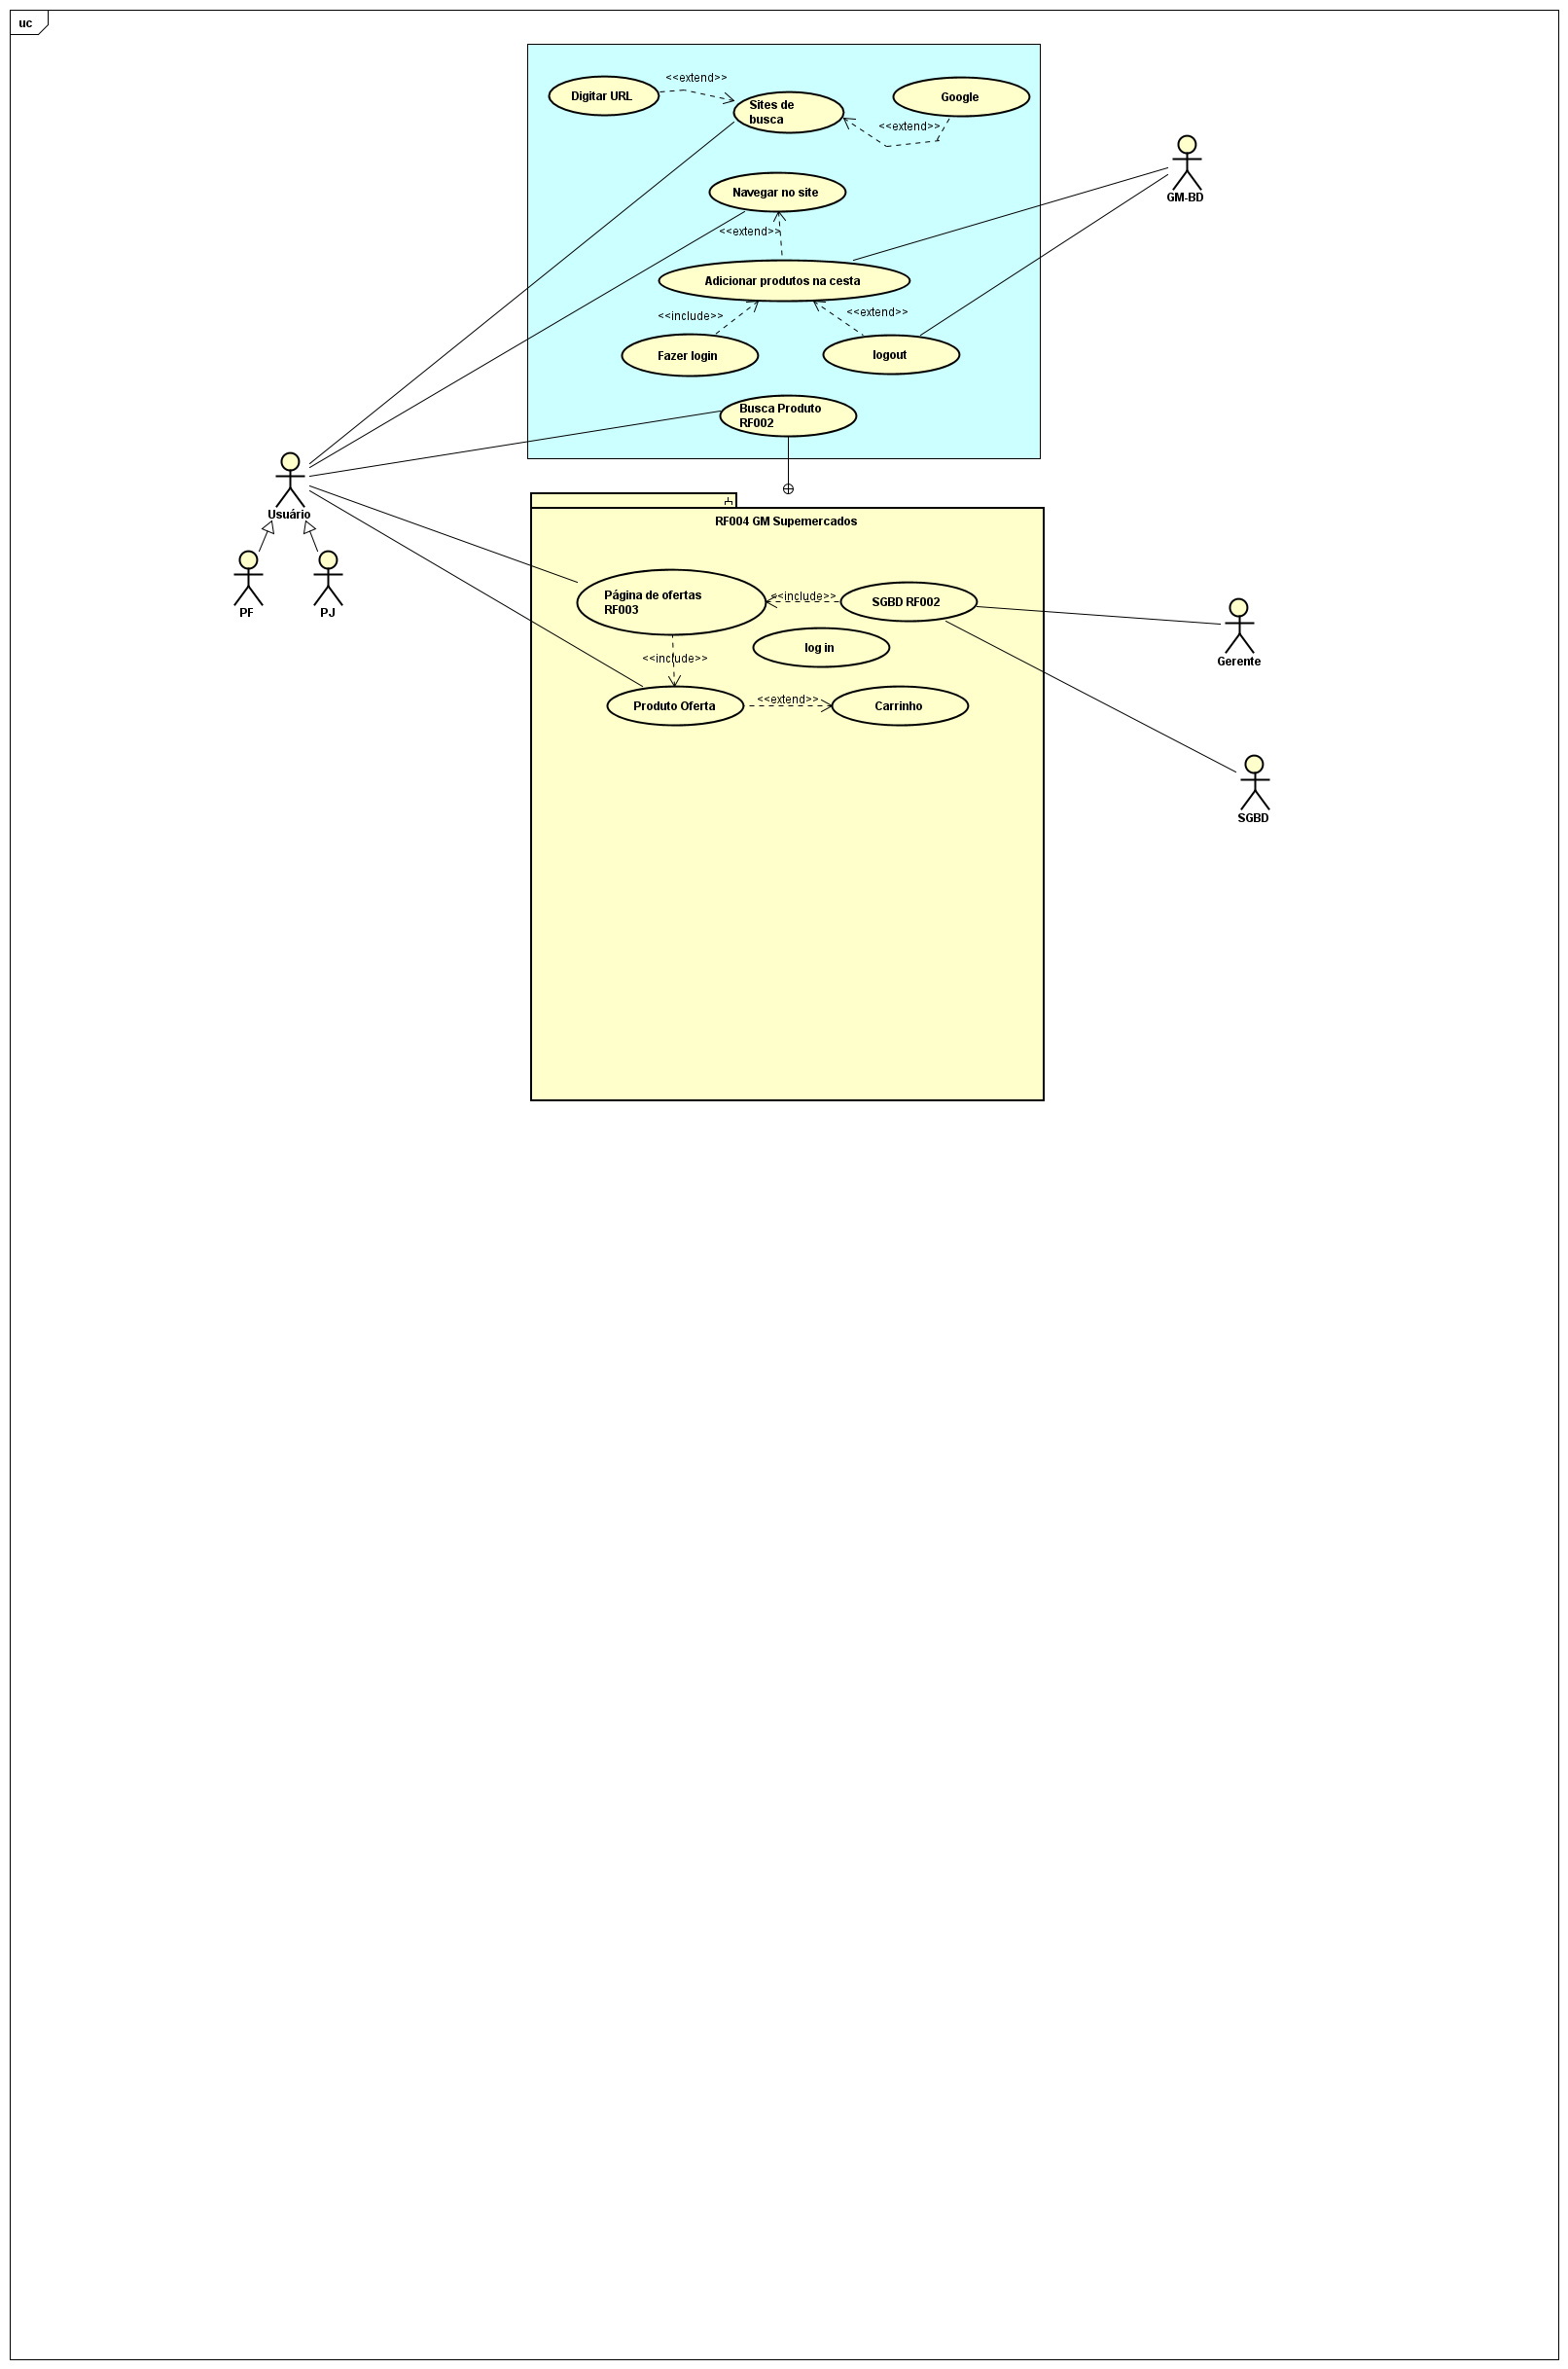 uc
Digitar URL
<<extend>>
Sites de
busca
Google
<<extend>>
Navegar no site
<<extend>>
GM-BD
Adicionar produtos na cesta
<<include>>
<<extend>>
Fazer login
logout
Busca Produto
RF002
Usuário
PF
PJ
RF004 GM Supemercados
Página de ofertas
RF003
<<include>>
SGBD RF002
log in
<<include>>
Gerente
Produto Oferta
<<extend>>
Carrinho
SGBD